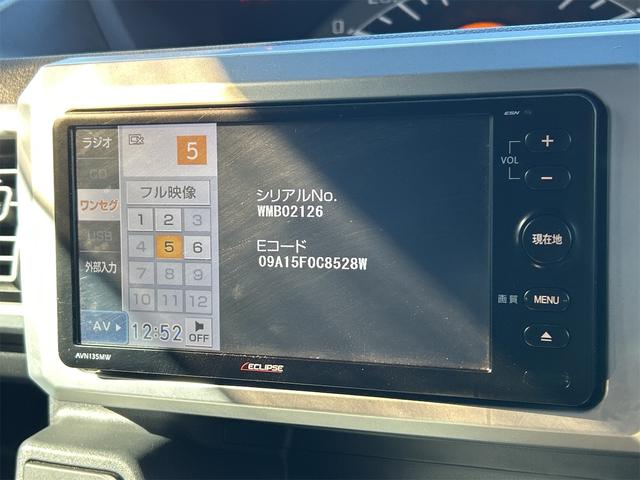 0
ESN
ラジオ
5
CD
フル映像
シリアルNo.
WMB02126
VOL
+
−
ワンセグ
1 2 3
USB
4 5 6
Eコード
09A15F0C8528W
現在地
外部入力
7 8 9
10 11 12
画質 MENU
AV
12:52
OFF
AVN135MW
ECLIPSE